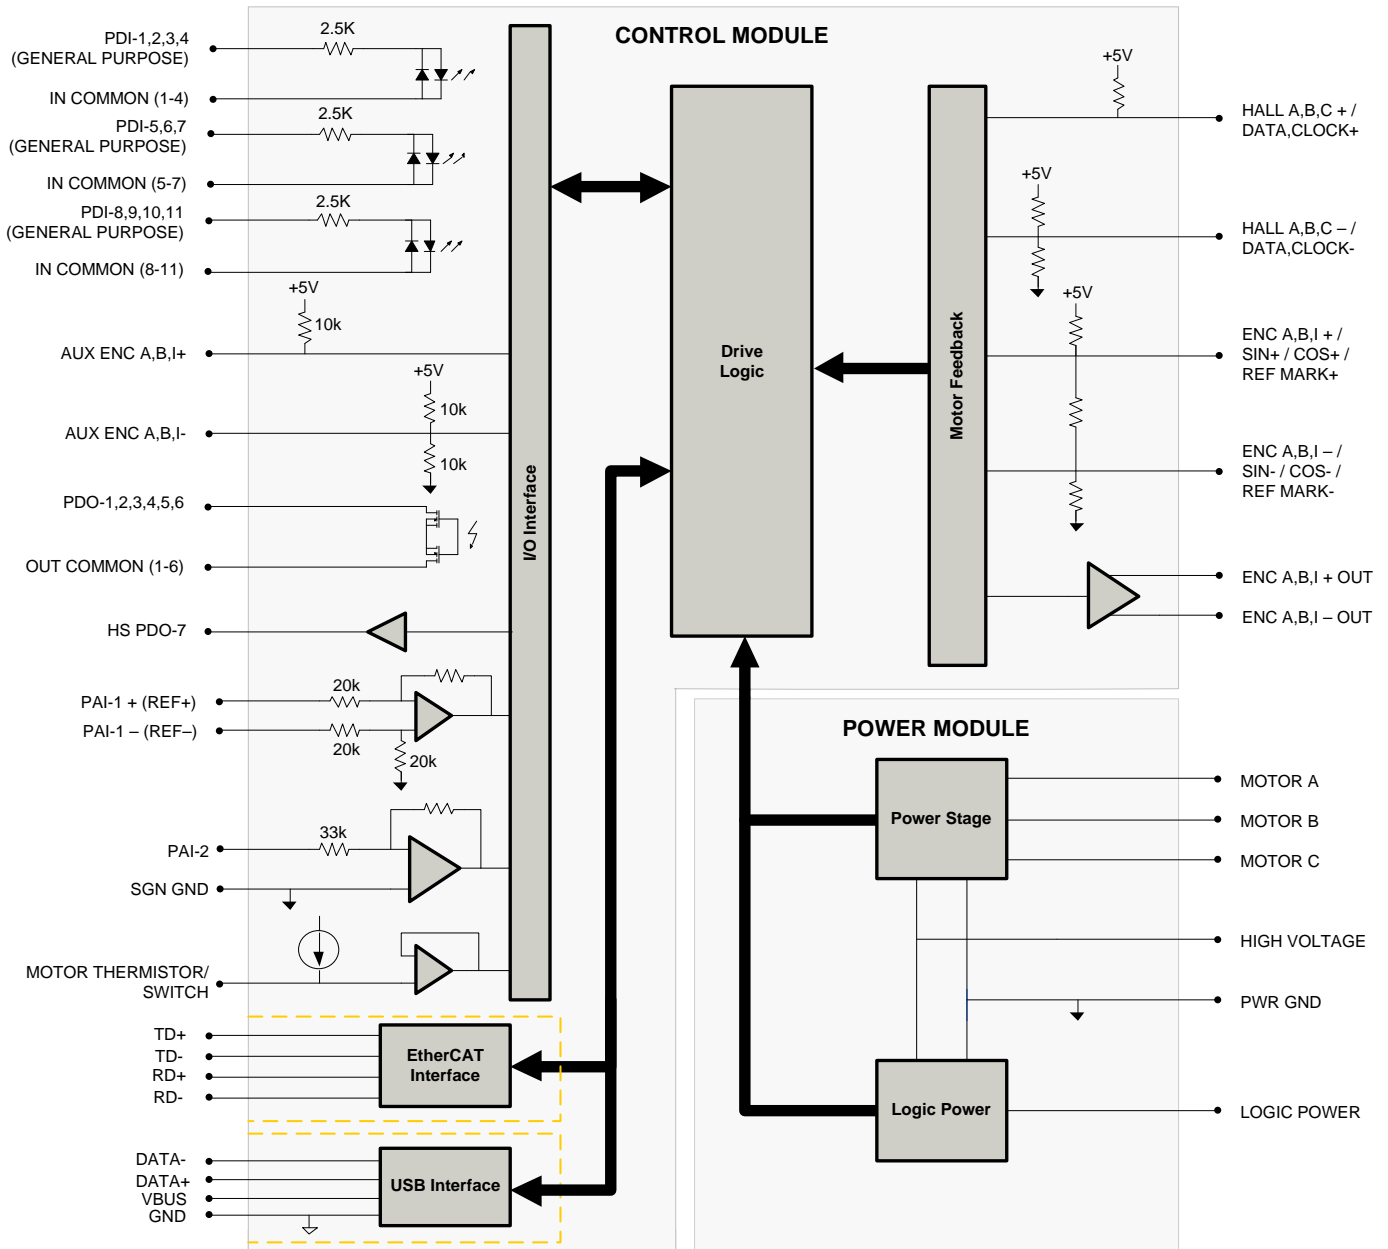 CONTROL MODULE
PDI-1,2,3,4
(GENERAL PURPOSE)
2.5K
IN COMMON (1-4)
PDI-5,6,7
(GENERAL PURPOSE)
2.5K
IN COMMON (5-7)
PDI-8,9,10,11
(GENERAL PURPOSE)
2.5K
IN COMMON (8-11)
+5V
10k
AUX ENC A,B,I+
+5V
10k
AUX ENC A,B,I-
10k
PDO-1,2,3,4,5,6
OUT COMMON (1-6)
HS PDO-7
PAI-1 + (REF+)
20k
PAI-1 – (REF–)
20k
20k
PAI-2
33k
SGN GND
MOTOR THERMISTOR/
SWITCH
I/O Interface
TD+
TD-
RD+
RD-
EtherCAT
Interface
DATA-
DATA+
VBUS
GND
USB Interface
Drive
Logic
Motor Feedback
+5V
HALL A,B,C + /
DATA,CLOCK+
+5V
HALL A,B,C – /
DATA,CLOCK-
+5V
ENC A,B,I + /
SIN+ / COS+ /
REF MARK+
ENC A,B,I – /
SIN- / COS- /
REF MARK-
ENC A,B,I + OUT
ENC A,B,I – OUT
POWER MODULE
Power Stage
MOTOR A
MOTOR B
MOTOR C
HIGH VOLTAGE
PWR GND
Logic Power
LOGIC POWER